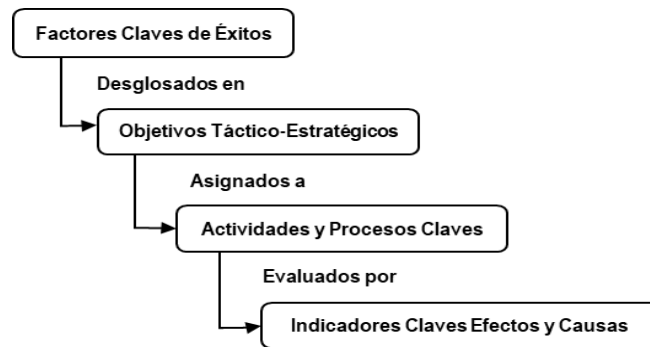 Factores Claves de Éxitos
Desglosados en
Objetivos Táctico-Estratégicos
Asignados a
Actividades y Procesos Claves
Evaluados por
Indicadores Claves Efectos y Causas